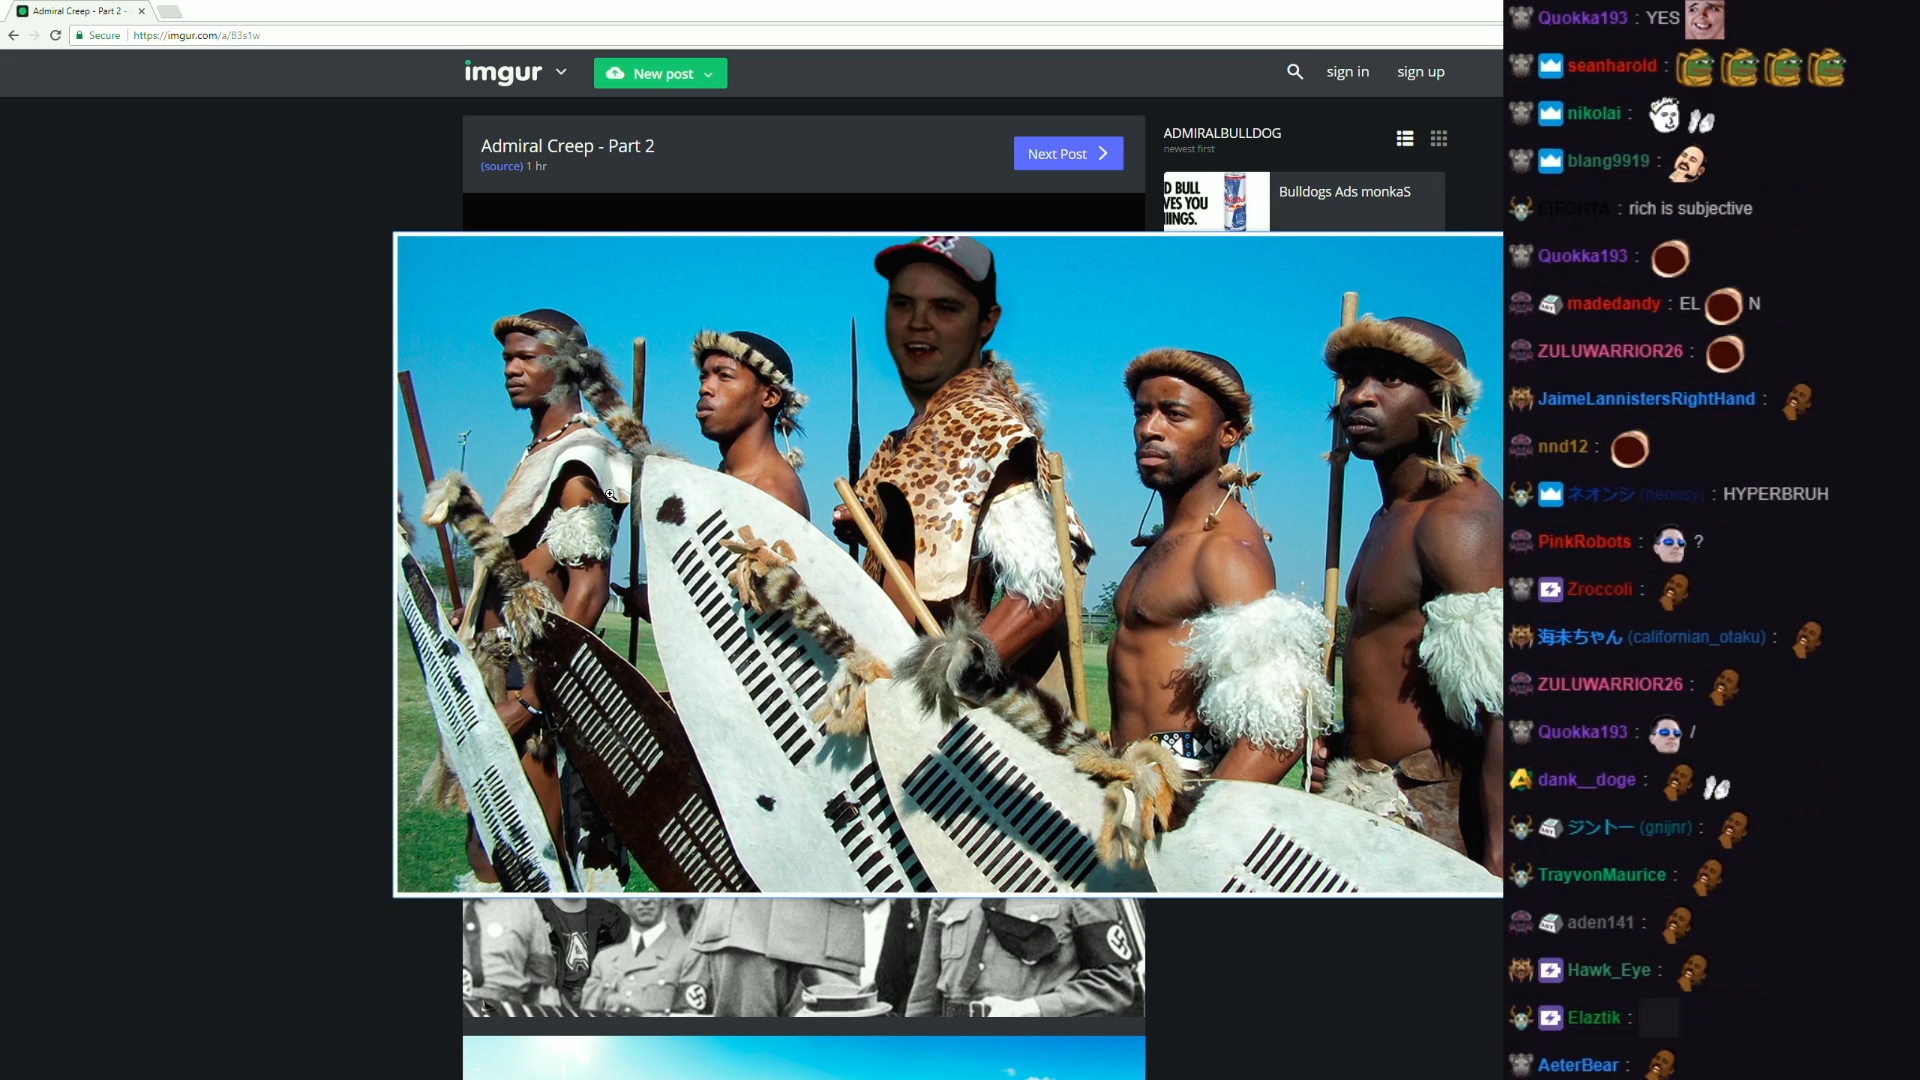 Admiral Creep - Part 2 -
Secure
https://imgur.com/a/B3s1w
imgur
New post
sign in
sign up
Admiral Creep - Part 2
(source) 1 hr
Next Post
ADMIRALBULLDOG
newest first
D BULL
VES YOU
IINGS.
Bulldogs Ads monkaS
A
Quokka193 : YES
seanharold :
nikolai :
blang9919 :
: rich is subjective
Quokka193 :
madedandy : EL N
ZULUWARRIOR26 :
JaimeLannistersRightHand :
nnd12 :
ネオンシ (neonsy) : HYPERBRUH
PinkRobots : ?
Zroccoli :
海未ちゃん (californian_otaku) :
ZULUWARRIOR26 :
Quokka193 : /
dank__doge :
ジントー (gnijnr) :
TrayvonMaurice :
aden141 :
Hawk_Eye :
Elaztik :
AeterBear :